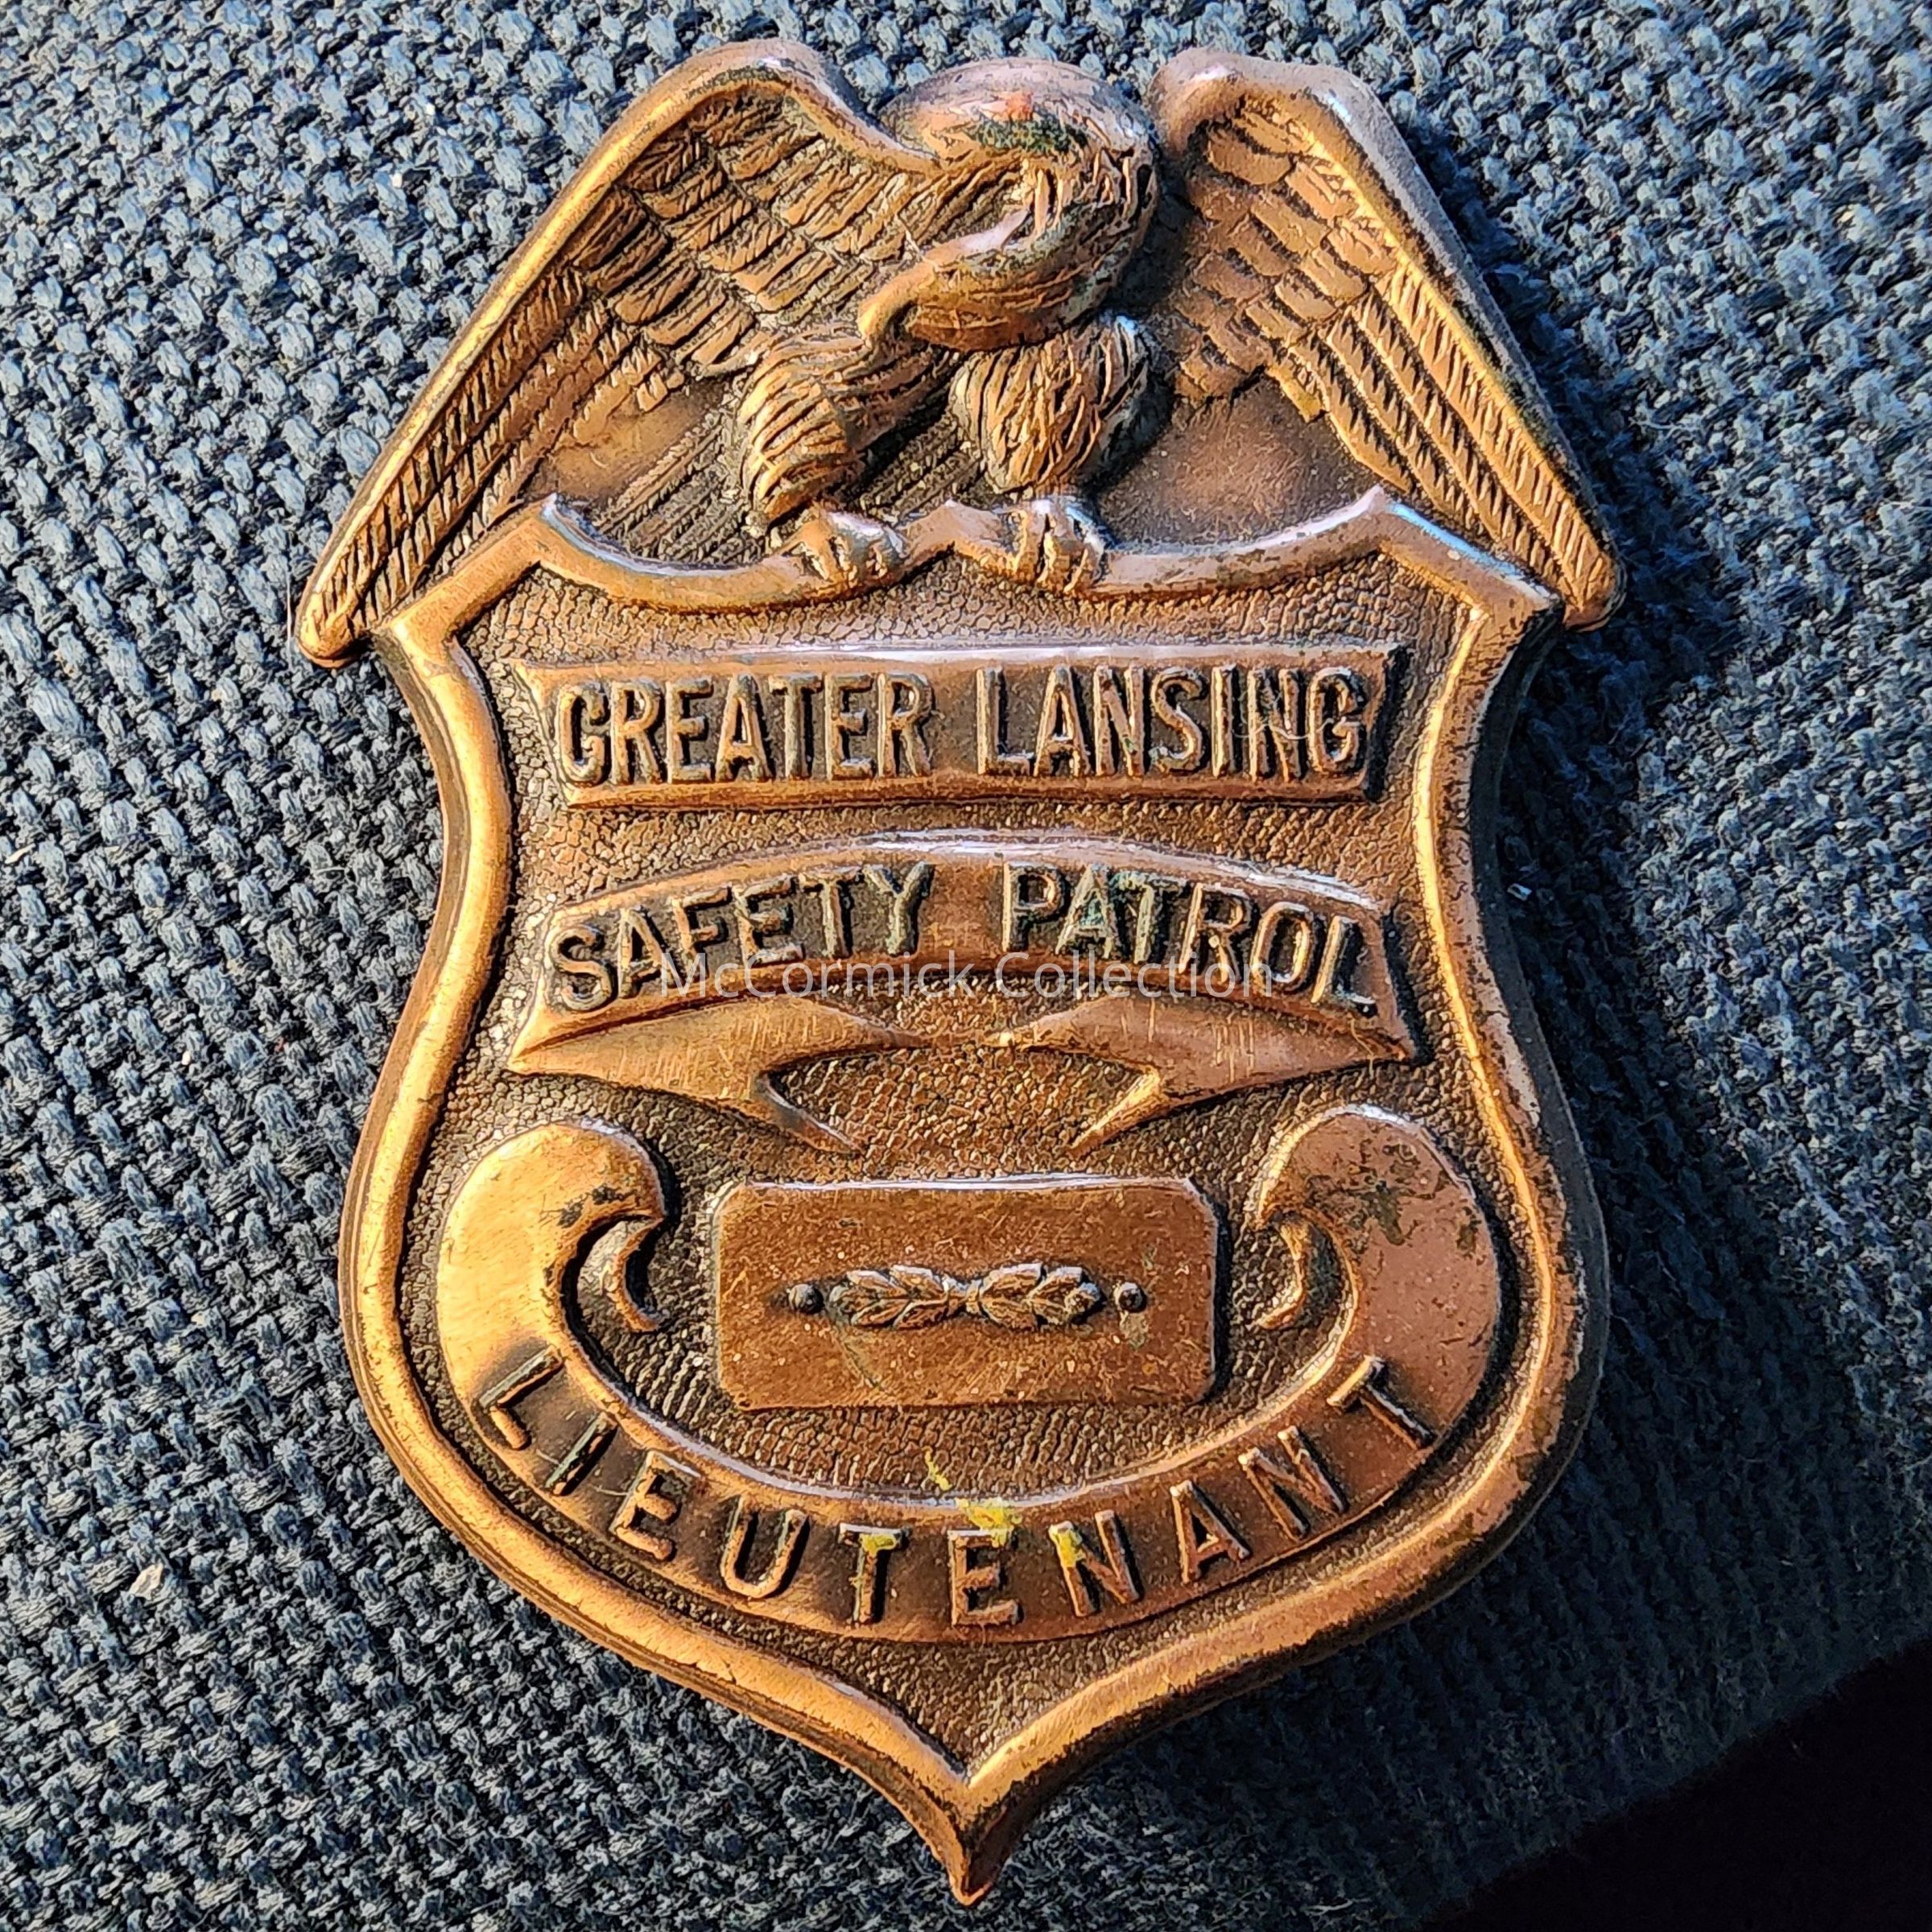 GREATER LANSING
SAFETY PATROL
McCormick Collection
LIEUTENANT